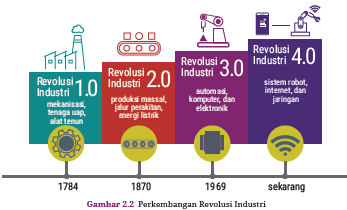 Revolusi
Industri 1.0
mekanisasi,
tenaga uap,
alat tenun
Revolusi
Industri 2.0
produksi massal,
jalur perakitan,
energi listrik
Revolusi
Industri 3.0
automasi,
komputer, dan
elektronik
Revolusi
Industri 4.0
sistem robot,
internet, dan
jaringan
1784
1870
1969
sekarang
Gambar 2.2 Perkembangan Revolusi Industri